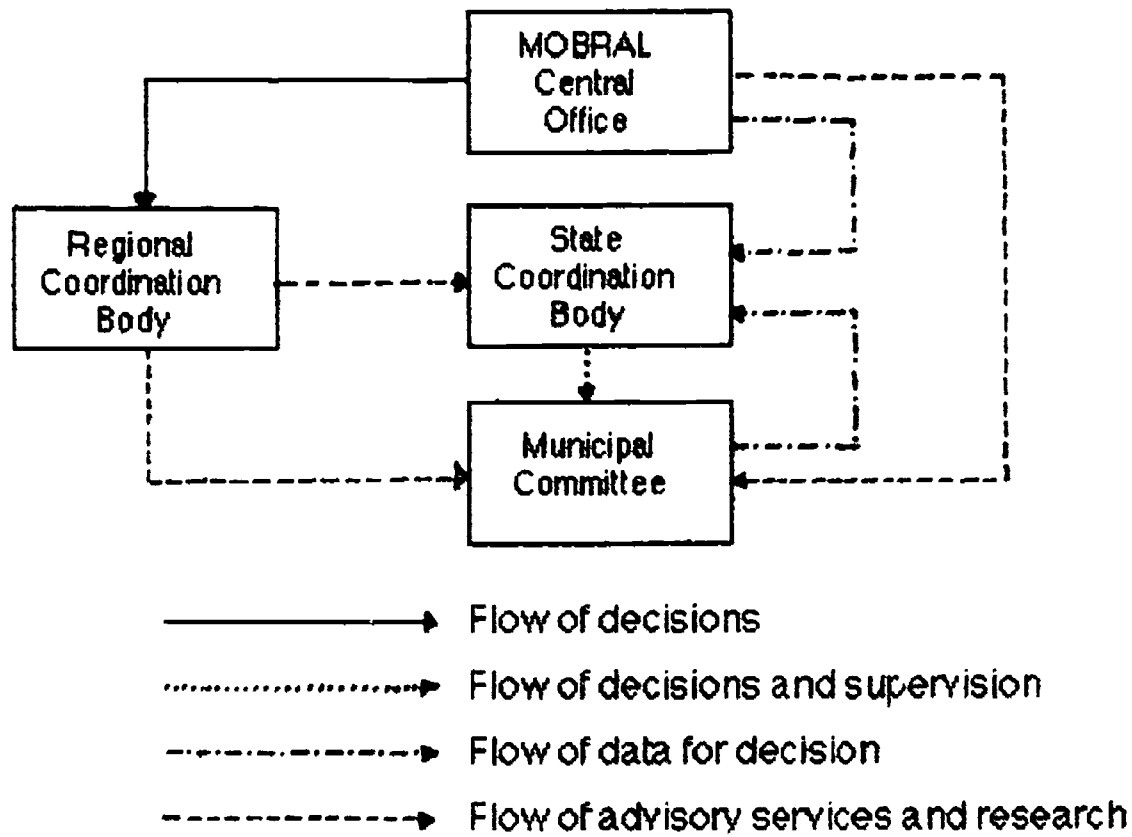 MOBRAL
Central
Office
Regional
Coordination
Body
State
Coordination
Body
Municipal
Committee
Flow of decisions
Flow of decisions and supervision
Flow of data for decision
Flow of advisory services and research